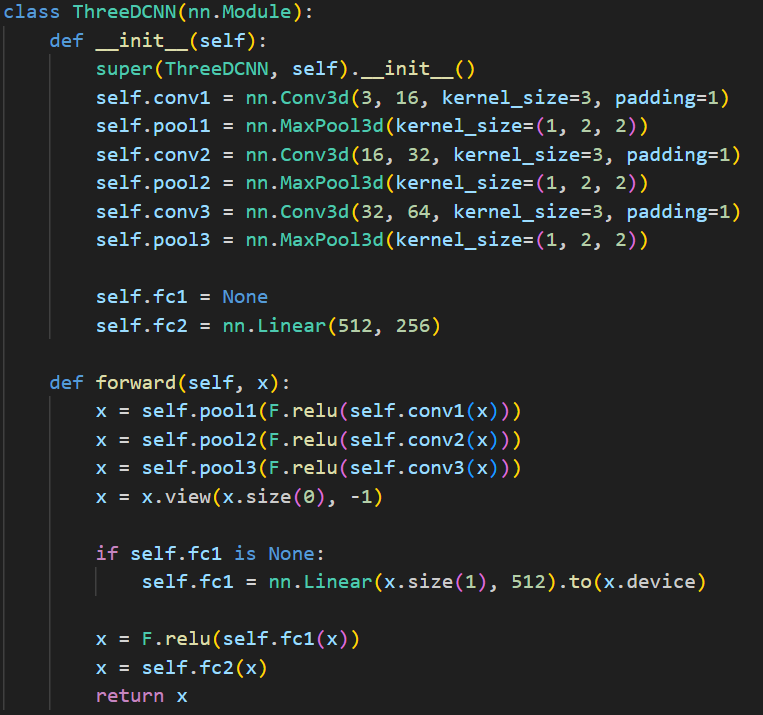 class ThreeDCNN(nn.Module):
    def __init__(self):
        super(ThreeDCNN, self).__init__()
        self.conv1 = nn.Conv3d(3, 16, kernel_size=3, padding=1)
        self.pool1 = nn.MaxPool3d(kernel_size=(1, 2, 2))
        self.conv2 = nn.Conv3d(16, 32, kernel_size=3, padding=1)
        self.pool2 = nn.MaxPool3d(kernel_size=(1, 2, 2))
        self.conv3 = nn.Conv3d(32, 64, kernel_size=3, padding=1)
        self.pool3 = nn.MaxPool3d(kernel_size=(1, 2, 2))

        self.fc1 = None
        self.fc2 = nn.Linear(512, 256)

    def forward(self, x):
        x = self.pool1(F.relu(self.conv1(x)))
        x = self.pool2(F.relu(self.conv2(x)))
        x = self.pool3(F.relu(self.conv3(x)))
        x = x.view(x.size(0), -1)

        if self.fc1 is None:
            self.fc1 = nn.Linear(x.size(1), 512).to(x.device)

        x = F.relu(self.fc1(x))
        x = self.fc2(x)
        return x